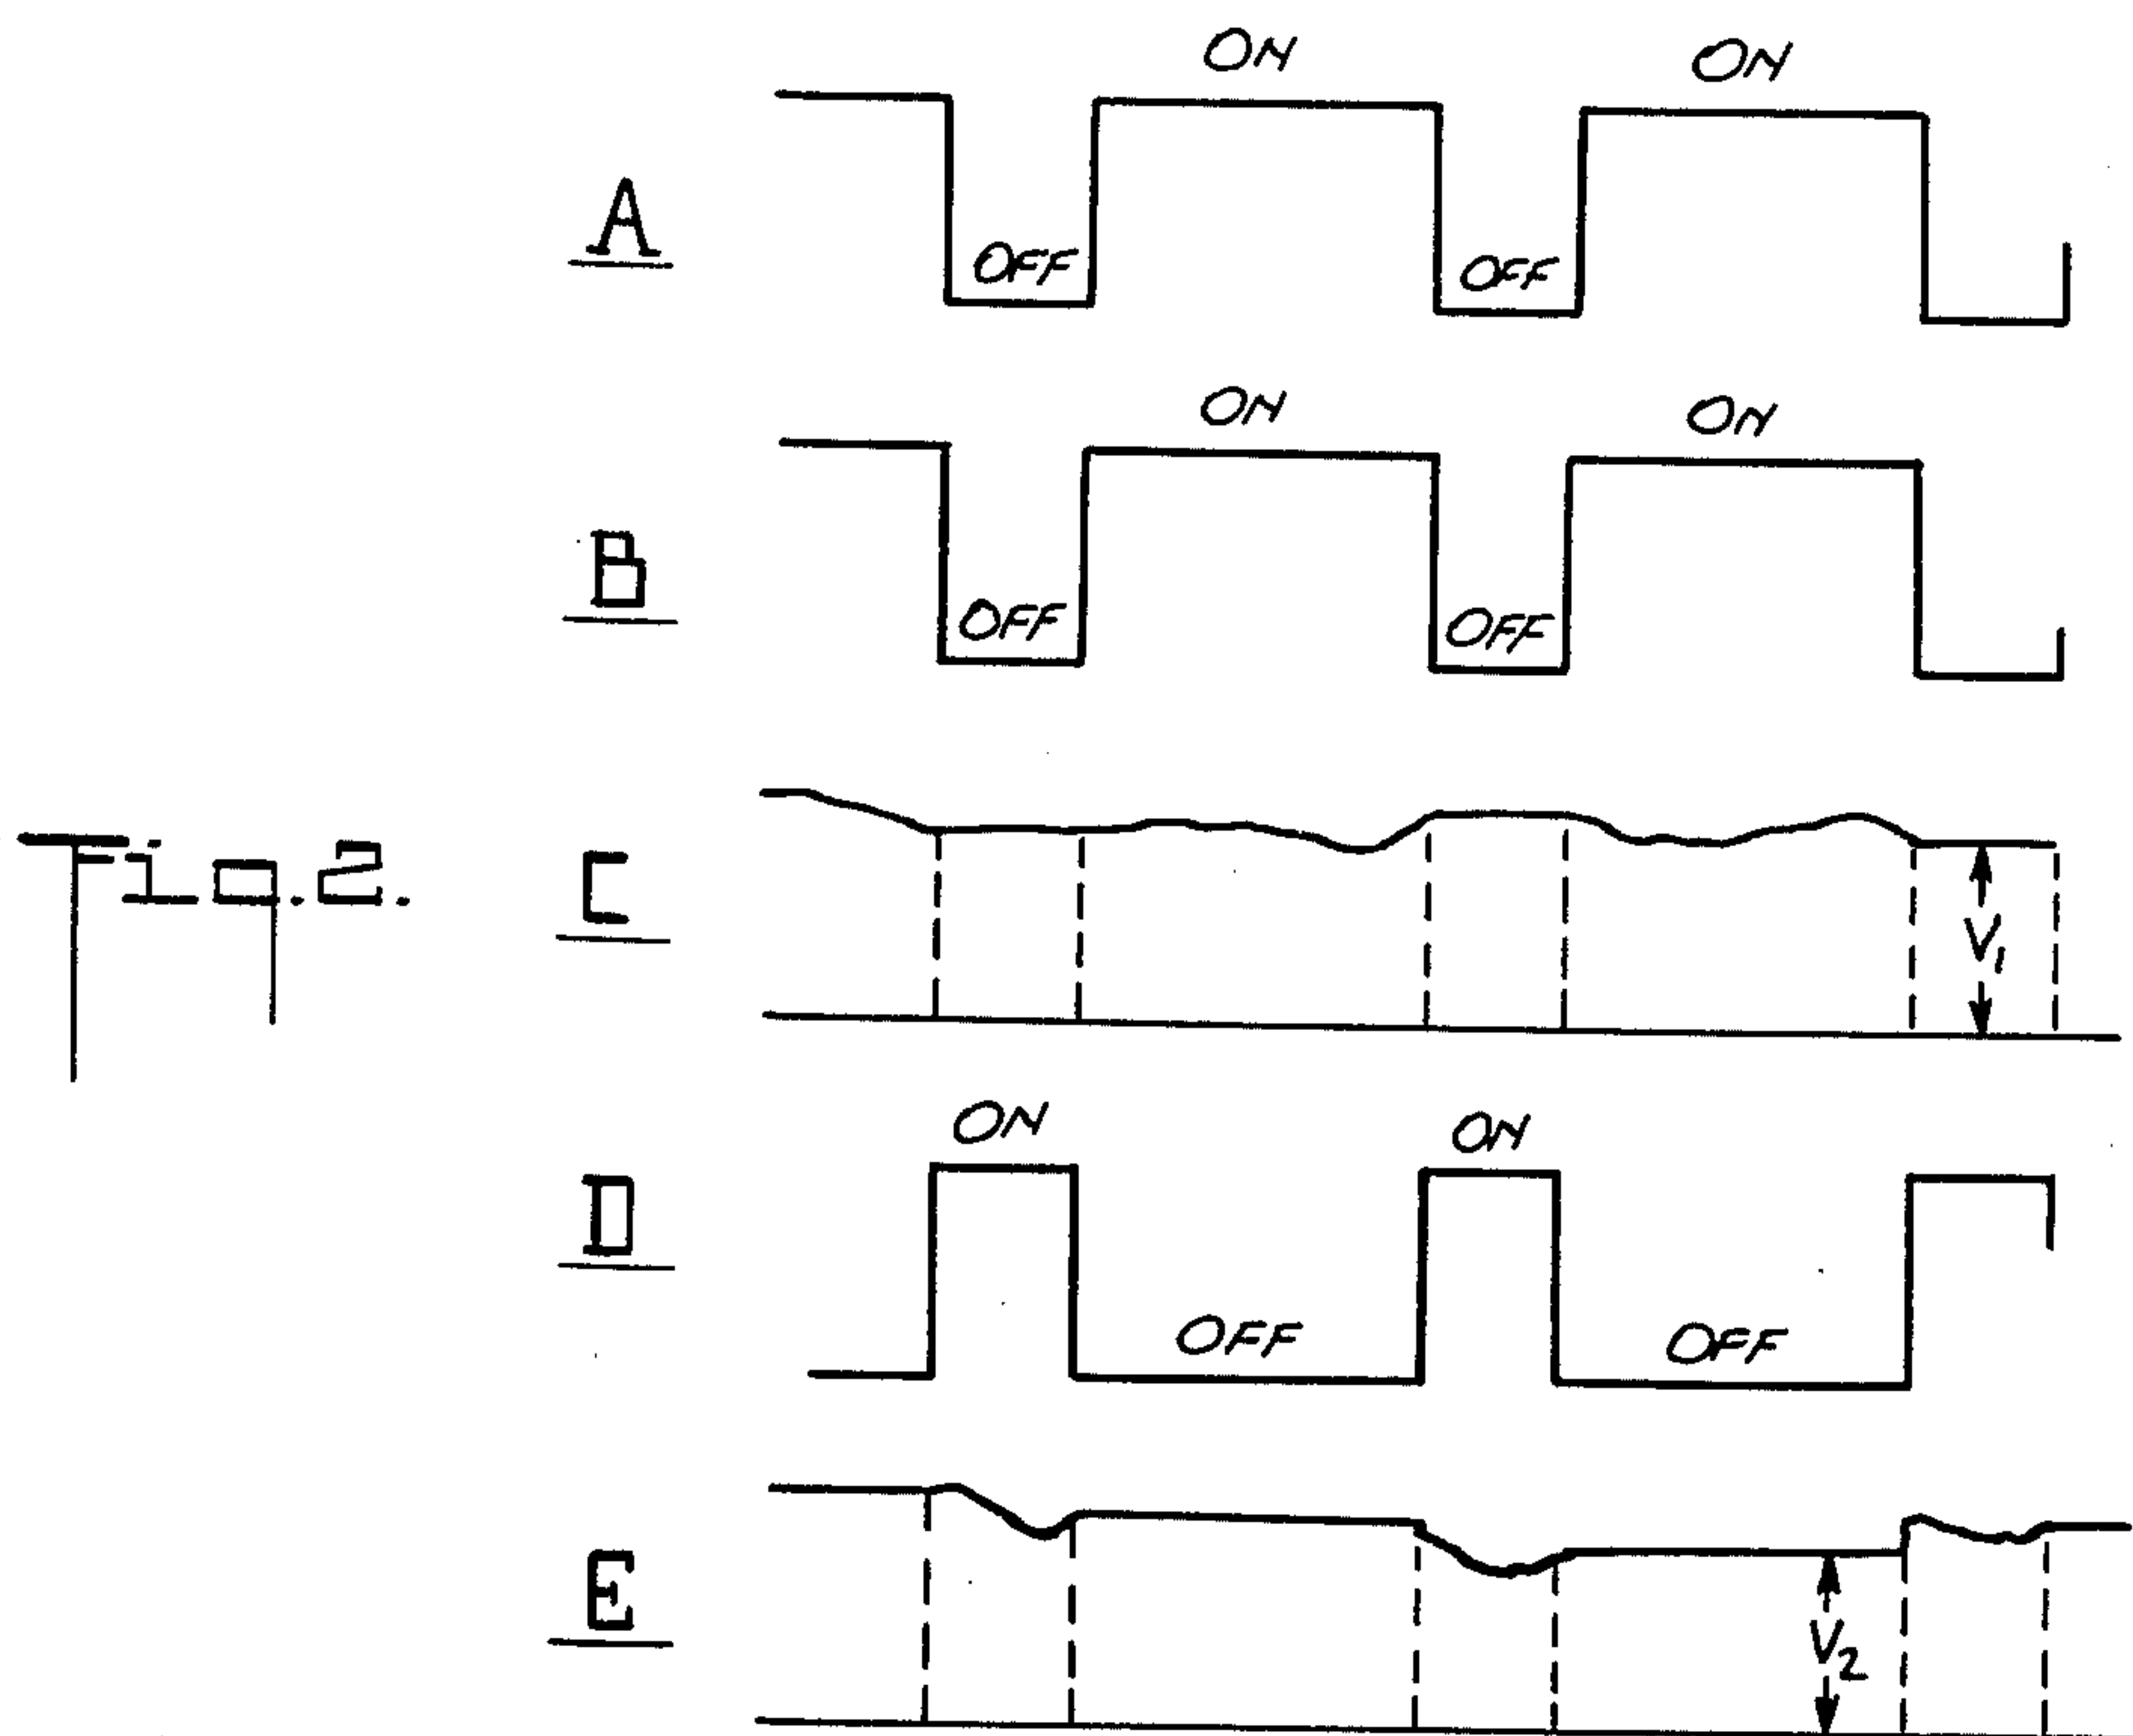 ON ON
A
OFF OFF
ON ON
B
OFF OFF
Fig. 2.
C
V1
ON ON
D
OFF OFF
E
V2